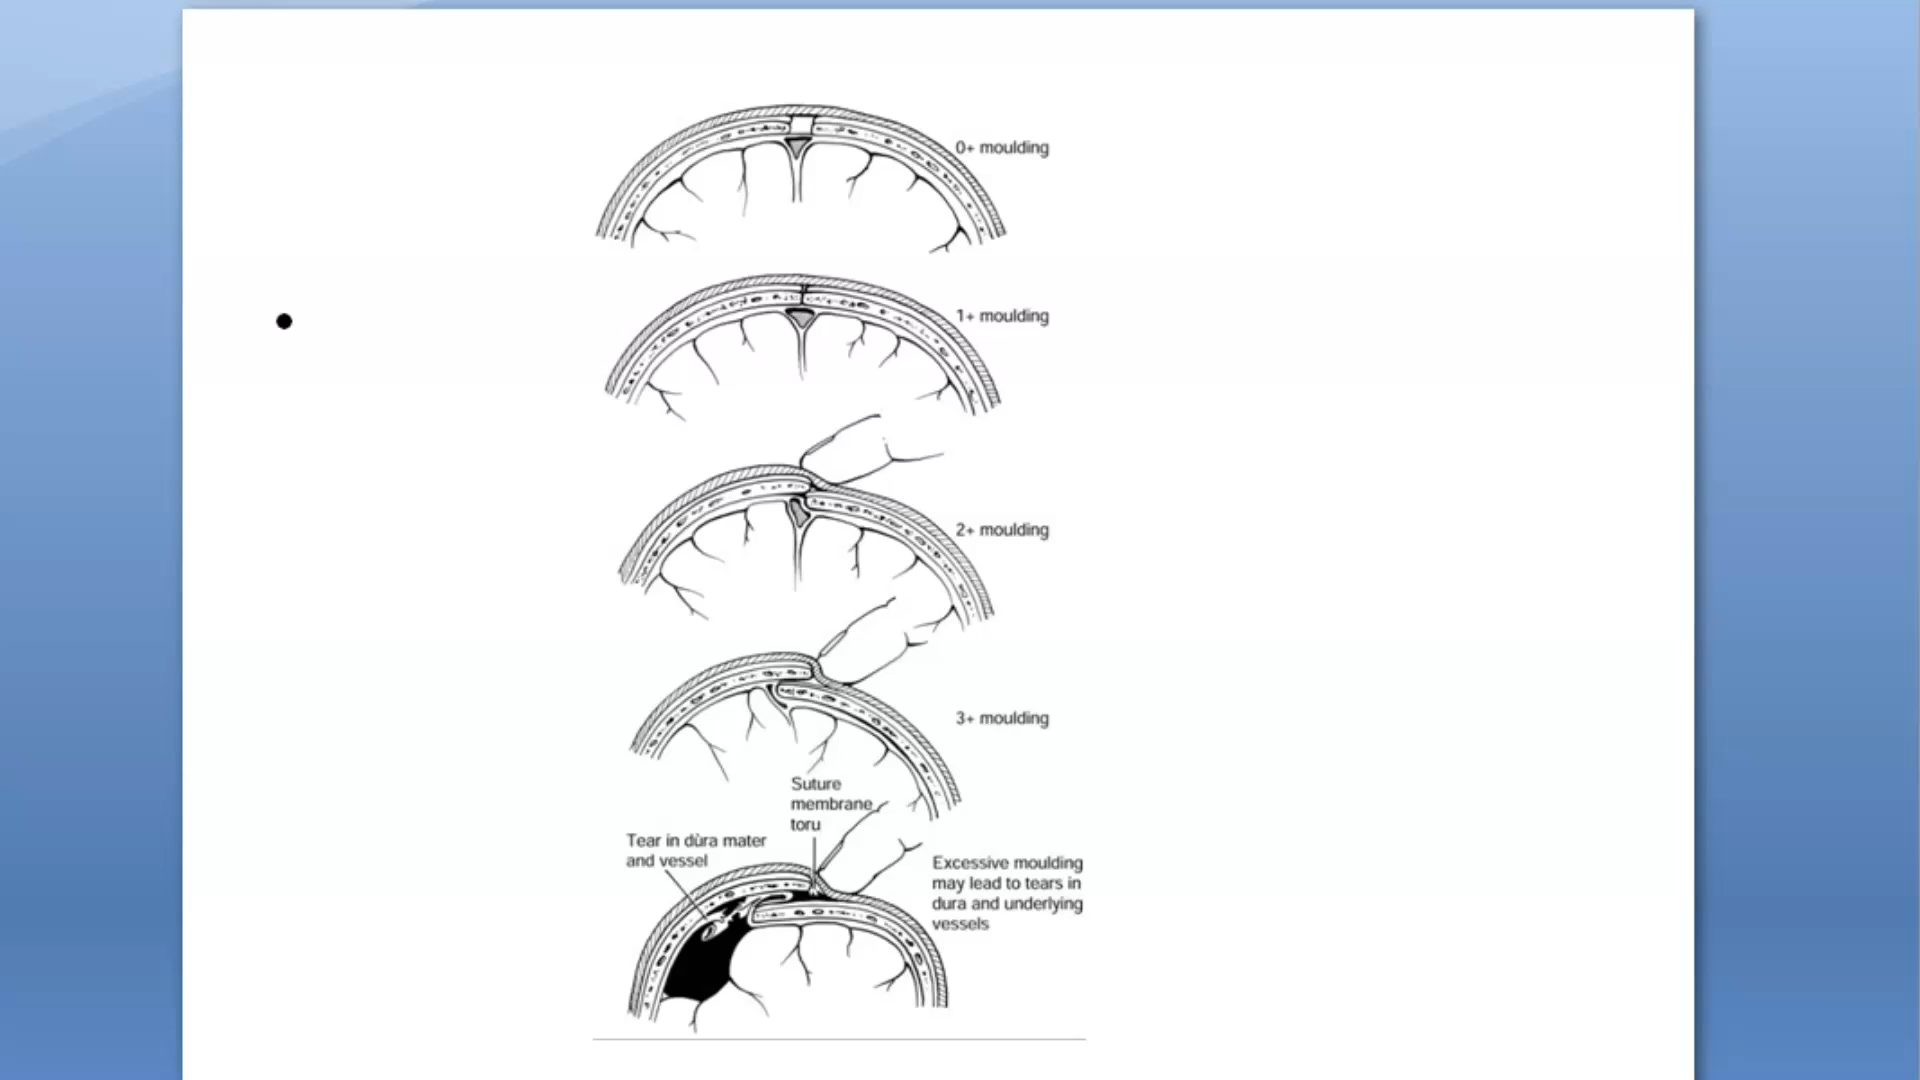 0+ moulding
1+ moulding
2+ moulding
3+ moulding
Suture
membrane
toru
Tear in dùra mater
and vessel
Excessive moulding
may lead to tears in
dura and underlying
vessels